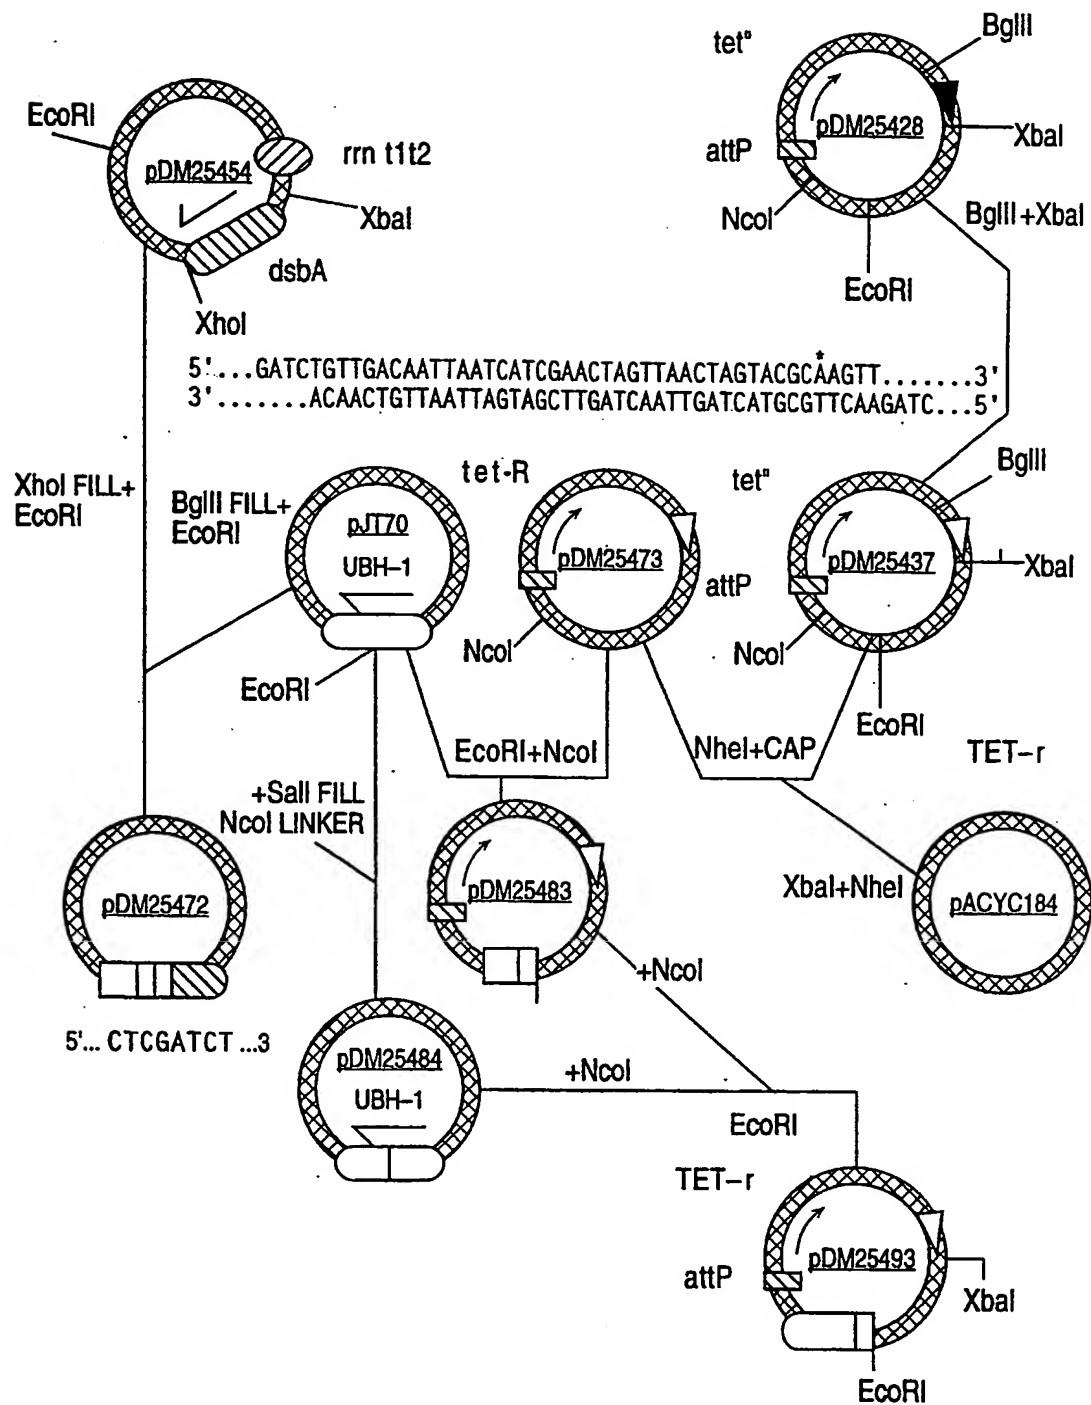 EcoRI
pDM25454
rrn t1t2
XbaI
dsbA
XhoI
tetᴿ
BglII
pDM25428
XbaI
attP
NcoI
BglII+XbaI
EcoRI
5'...GATCTGTTGACAATTAATCATCGAACTAGTTAACTAGTACGCAAGTT.......3'
*
3'.......ACAACTGTTAATTAGTAGCTTGATCAATTGATCATGCGTTCAAGATC...5'
XhoI FILL+
EcoRI
BglII FILL+
EcoRI
pJT70
UBH-1
EcoRI
tet-R
pDM25473
attP
NcoI
tetᴿ
BglII
pDM25437
XbaI
NcoI
EcoRI
EcoRI+NcoI
NheI+CAP
TET-r
+SalI FILL
NcoI LINKER
pDM25472
5'... CTCGATCT ...3
pDM25483
XbaI+NheI
pACYC184
+NcoI
pDM25484
UBH-1
+NcoI
EcoRI
TET-r
pDM25493
attP
XbaI
EcoRI